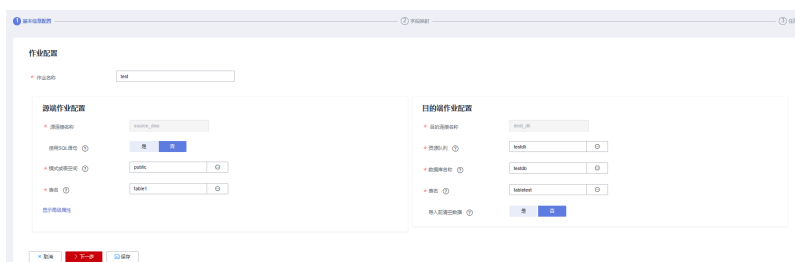 1 基本信息配置
2 字段映射
3
作业配置
* 作业名称 test
源端作业配置
* 源连接名称 source_dws
使用SQL语句 ? 是 否
* 模式或表空间 ? public
* 表名 ? table1
显示高级属性
目的端作业配置
* 目的连接名称 dest_dli
* 资源队列 ? testdli
* 数据库名称 ? testdb
* 表名 ? tabletest
导入前清空数据 ? 是 否
× 取消
> 下一步
保存